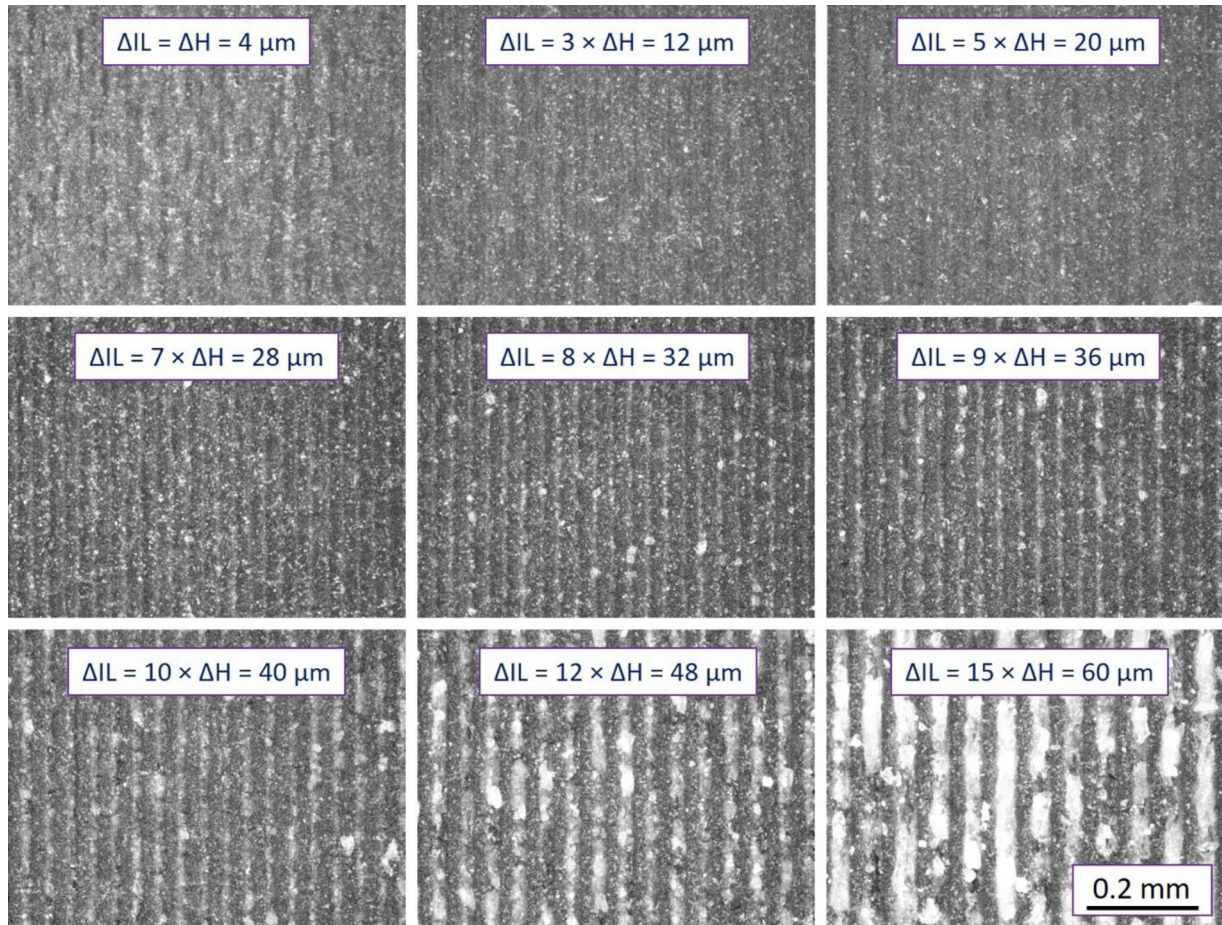 ΔIL = ΔH = 4 µm
ΔIL = 3 × ΔH = 12 µm
ΔIL = 5 × ΔH = 20 µm
ΔIL = 7 × ΔH = 28 µm
ΔIL = 8 × ΔH = 32 µm
ΔIL = 9 × ΔH = 36 µm
ΔIL = 10 × ΔH = 40 µm
ΔIL = 12 × ΔH = 48 µm
ΔIL = 15 × ΔH = 60 µm
0.2 mm